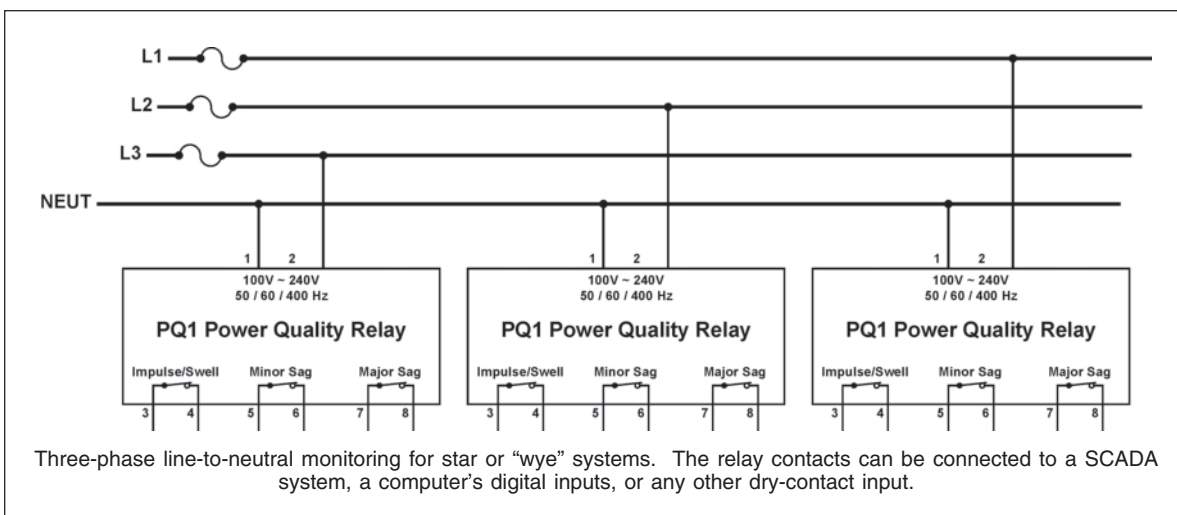 L1
L2
L3
NEUT
1 2 1 2 1 2
100V ~ 240V 100V ~ 240V 100V ~ 240V
50 / 60 / 400 Hz 50 / 60 / 400 Hz 50 / 60 / 400 Hz
PQ1 Power Quality Relay PQ1 Power Quality Relay PQ1 Power Quality Relay
Impulse/Swell Minor Sag Major Sag Impulse/Swell Minor Sag Major Sag Impulse/Swell Minor Sag Major Sag
3 4 5 6 7 8 3 4 5 6 7 8 3 4 5 6 7 8
Three-phase line-to-neutral monitoring for star or “wye” systems. The relay contacts can be connected to a SCADA
system, a computer’s digital inputs, or any other dry-contact input.